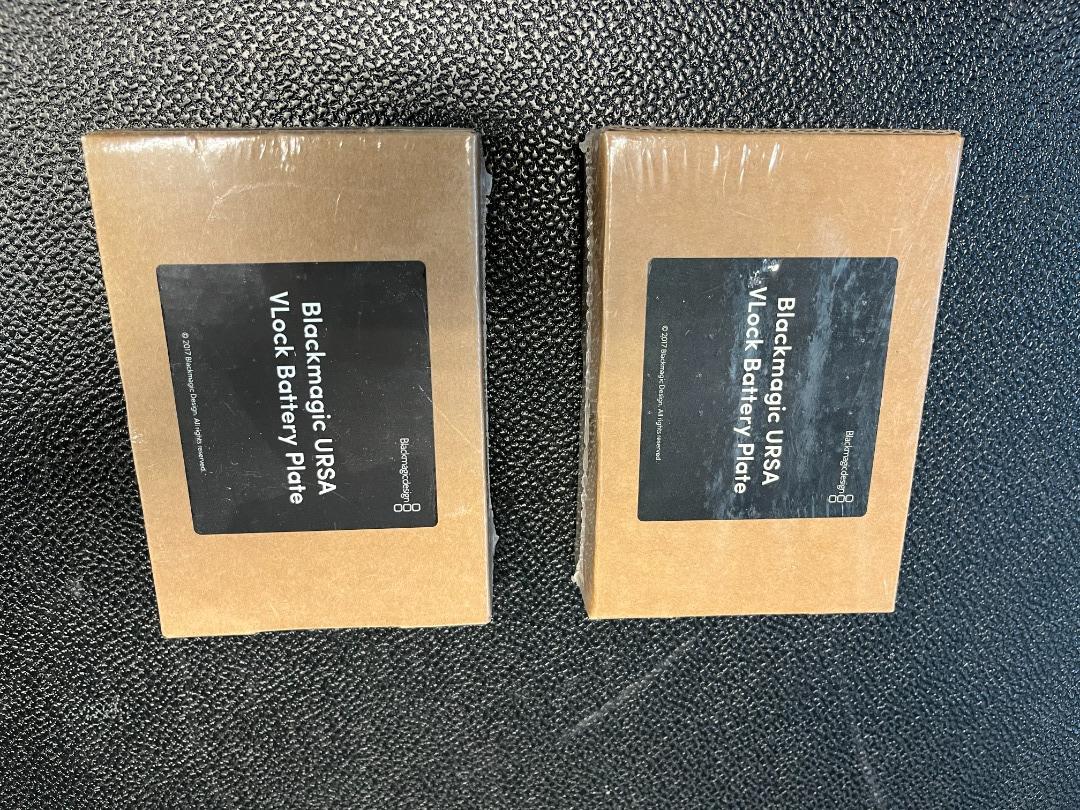 Blackmagicdesign
Blackmagic URSA
VLock Battery Plate
© 2017 Blackmagic Design. All rights reserved.
Blackmagicdesign
Blackmagic URSA
VLock Battery Plate
© 2017 Blackmagic Design. All rights reserved.